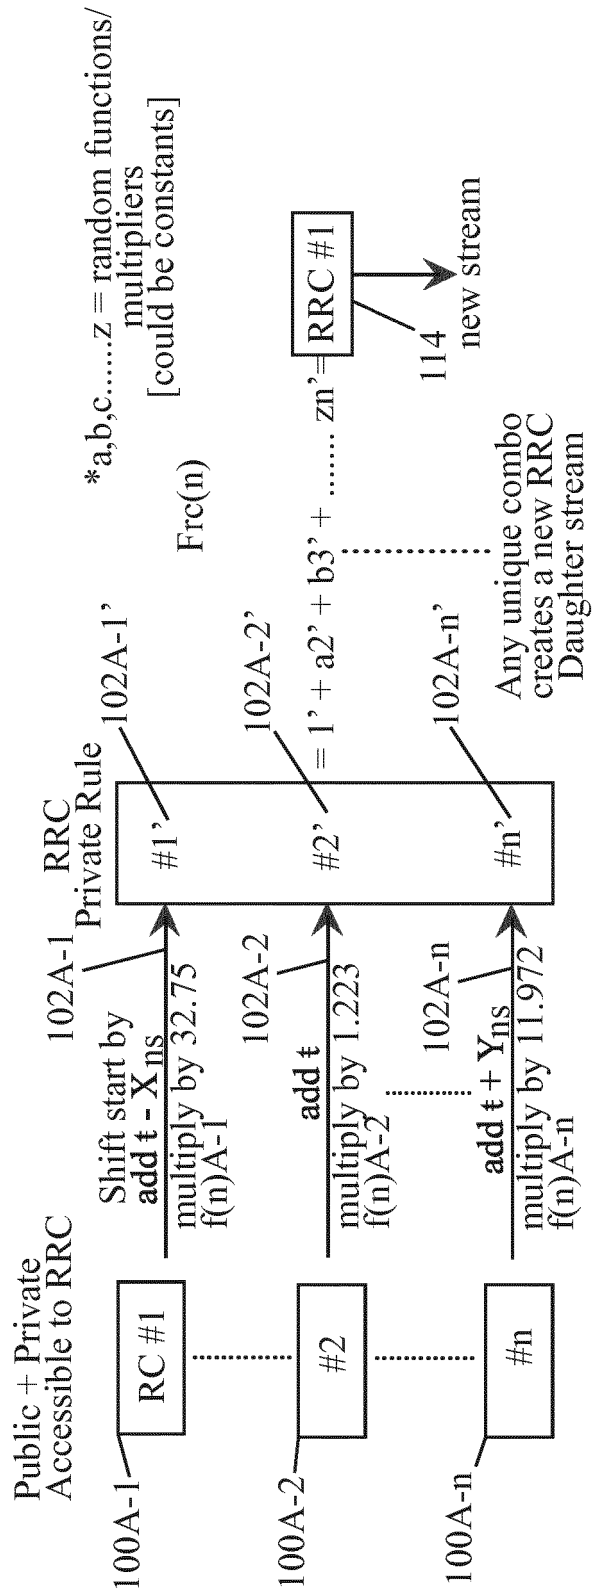 Public + Private
Accessible to RRC
100A-1
RC #1
100A-2
#2
100A-n
#n
102A-1
Shift start by
add t - Xns
multiply by 32.75
f(n)A-1
102A-2
add t
multiply by 1.223
f(n)A-2
102A-n
add t + Yns
multiply by 11.972
f(n)A-n
RRC
Private Rule
#1’
#2’
#n’
102A-1’
102A-2’
102A-n’
Frc(n)
= 1’ + a2’ + b3’ + ....... zn’=
RRC #1
114
new stream
Any unique combo
creates a new RRC
Daughter stream
*a,b,c......z = random functions/
multipliers
[could be constants]